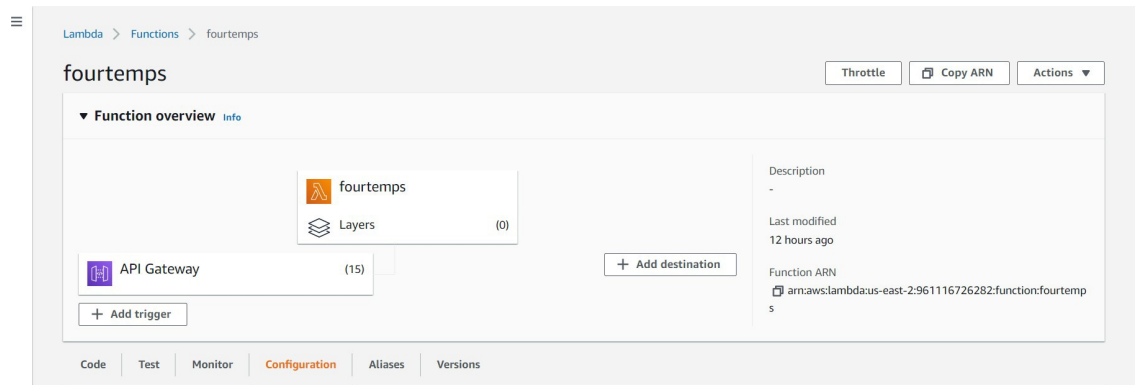 Lambda > Functions > fourtemps
fourtemps
Throttle Copy ARN Actions ▼
▼ Function overview Info
fourtemps
Layers (0)
API Gateway (15)
+ Add trigger
+ Add destination
Description
-
Last modified
12 hours ago
Function ARN
arn:aws:lambda:us-east-2:961116726282:function:fourtemp
s
Code Test Monitor Configuration Aliases Versions